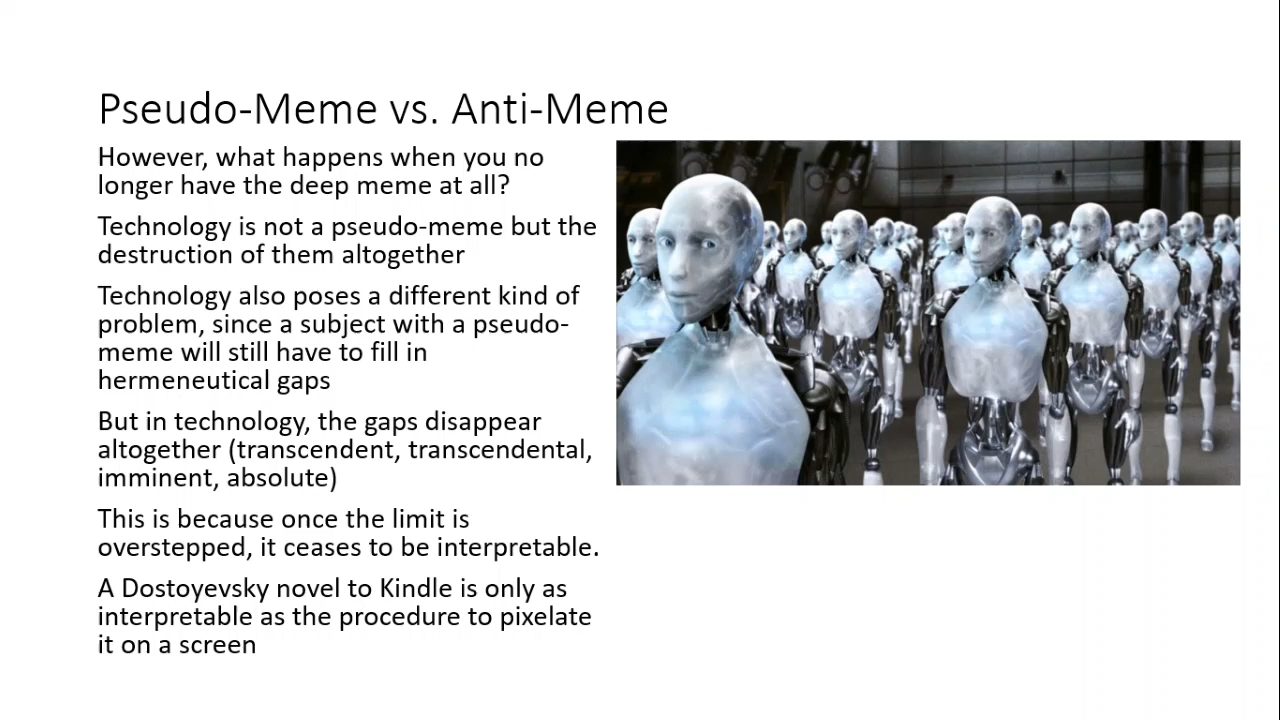 Pseudo-Meme vs. Anti-Meme
However, what happens when you no
longer have the deep meme at all?
Technology is not a pseudo-meme but the
destruction of them altogether
Technology also poses a different kind of
problem, since a subject with a pseudo-
meme will still have to fill in
hermeneutical gaps
But in technology, the gaps disappear
altogether (transcendent, transcendental,
imminent, absolute)
This is because once the limit is
overstepped, it ceases to be interpretable.
A Dostoyevsky novel to Kindle is only as
interpretable as the procedure to pixelate
it on a screen